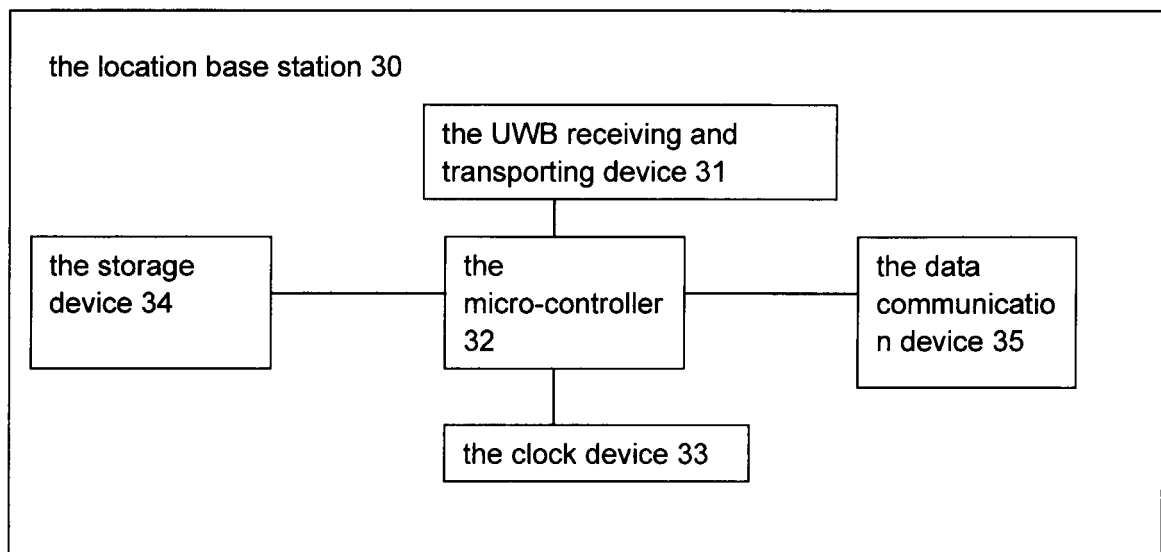 the location base station 30
the UWB receiving and
transporting device 31
the storage
device 34
the
micro-controller
32
the data
communicatio
n device 35
the clock device 33